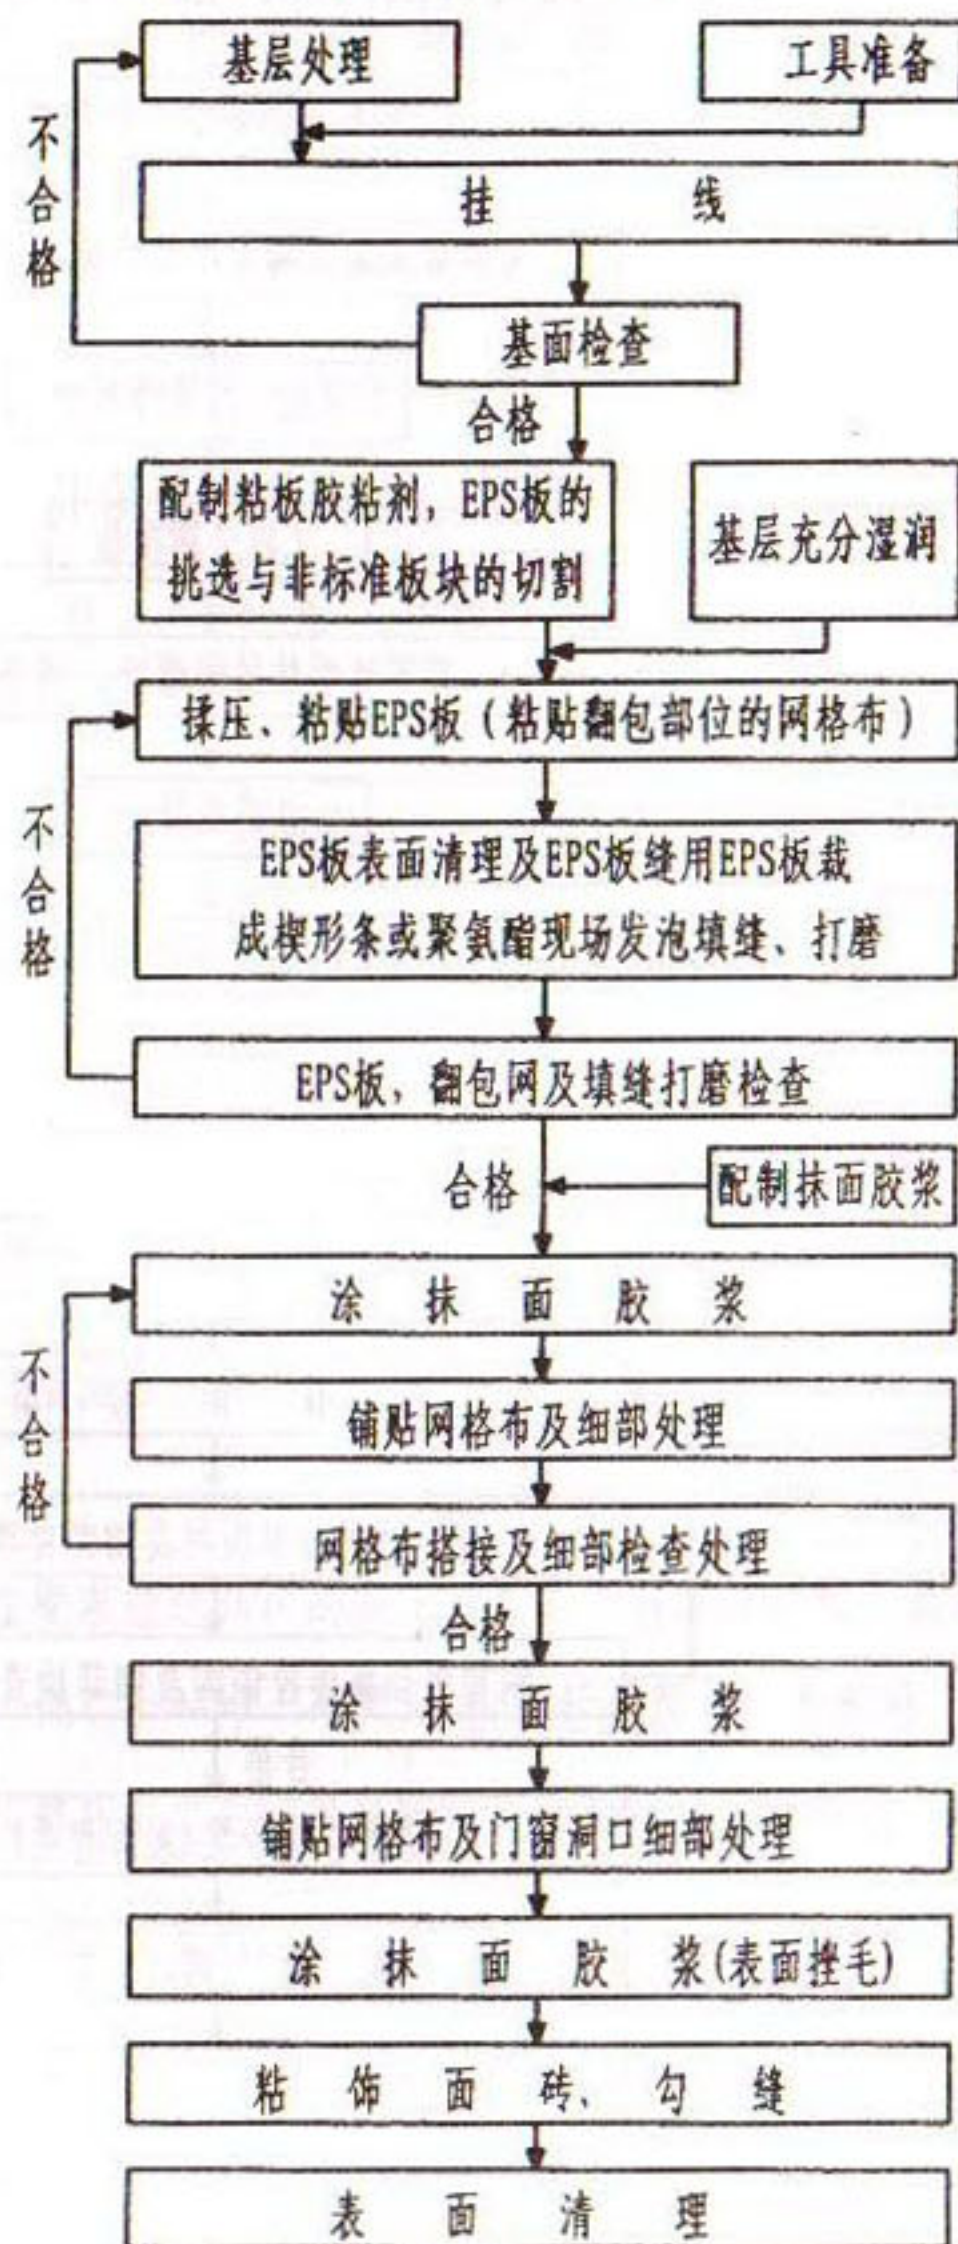 基层处理
工具准备
不合格
挂 线
基面检查
合格
配制粘板胶粘剂，EPS板的
挑选与非标准板块的切割
基层充分湿润
揉压、粘贴EPS板（粘贴翻包部位的网格布）
不合格
EPS板表面清理及EPS板缝用EPS板裁
成楔形条或聚氨酯现场发泡填缝、打磨
EPS板，翻包网及填缝打磨检查
合格
配制抹面胶浆
涂 抹 面 胶 浆
不合格
铺贴网格布及细部处理
网格布搭接及细部检查处理
合格
涂 抹 面 胶 浆
铺贴网格布及门窗洞口细部处理
涂 抹 面 胶 浆(表面挫毛)
粘 饰 面 砖、 勾 缝
表 面 清 理